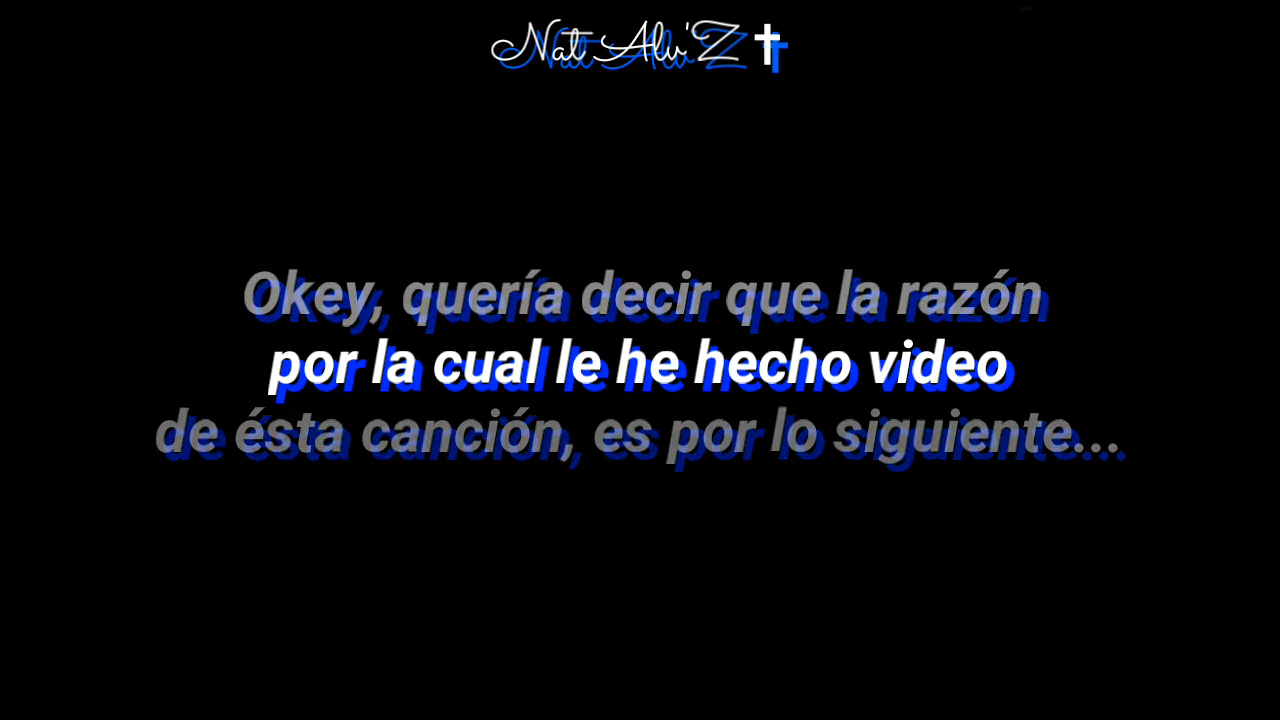 Nat Alv'Z ✝
Okey, quería decir que la razón
por la cual le he hecho video
de ésta canción, es por lo siguiente...